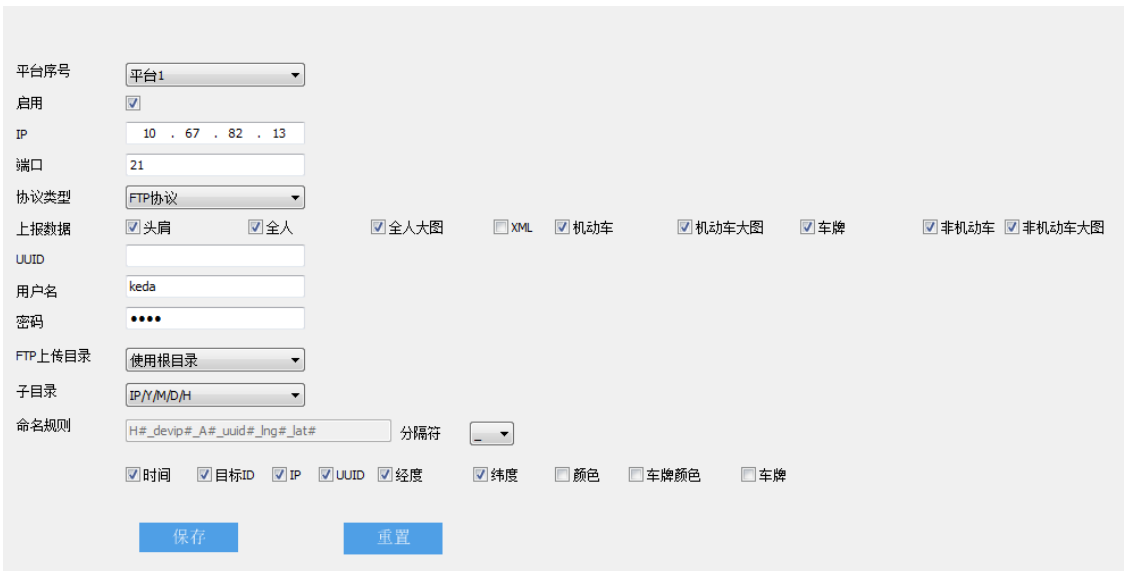 平台序号 平台1
启用
IP 10 . 67 . 82 . 13
端口 21
协议类型 FTP协议
上报数据 头肩 全人 全人大图 XML 机动车 机动车大图 车牌 非机动车 非机动车大图
UUID
用户名 keda
密码 ••••
FTP上传目录 使用根目录
子目录 IP/Y/M/D/H
命名规则 H#_devip#_A#_uuid#_lng#_lat# 分隔符 _
时间 目标ID IP UUID 经度 纬度 颜色 车牌颜色 车牌
保存 重置